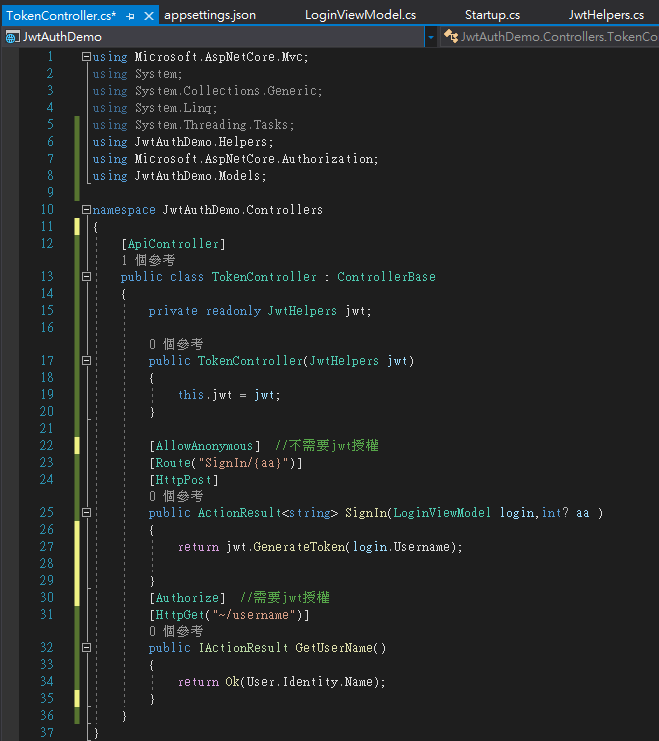 TokenController.cs* appsettings.json LoginViewModel.cs Startup.cs JwtHelpers.cs
JwtAuthDemo JwtAuthDemo.Controllers.TokenCo
1 using Microsoft.AspNetCore.Mvc;
2 using System;
3 using System.Collections.Generic;
4 using System.Linq;
5 using System.Threading.Tasks;
6 using JwtAuthDemo.Helpers;
7 using Microsoft.AspNetCore.Authorization;
8 using JwtAuthDemo.Models;
9
10 namespace JwtAuthDemo.Controllers
11 {
12 [ApiController]
1 個參考
13 public class TokenController : ControllerBase
14 {
15 private readonly JwtHelpers jwt;
16
0 個參考
17 public TokenController(JwtHelpers jwt)
18 {
19 this.jwt = jwt;
20 }
21
22 [AllowAnonymous] //不需要jwt授權
23 [Route("SignIn/{aa}")]
24 [HttpPost]
0 個參考
25 public ActionResult<string> SignIn(LoginViewModel login,int? aa )
26 {
27 return jwt.GenerateToken(login.Username);
28
29 }
30 [Authorize] //需要jwt授權
31 [HttpGet("~/username")]
0 個參考
32 public IActionResult GetUserName()
33 {
34 return Ok(User.Identity.Name);
35 }
36 }
37 }